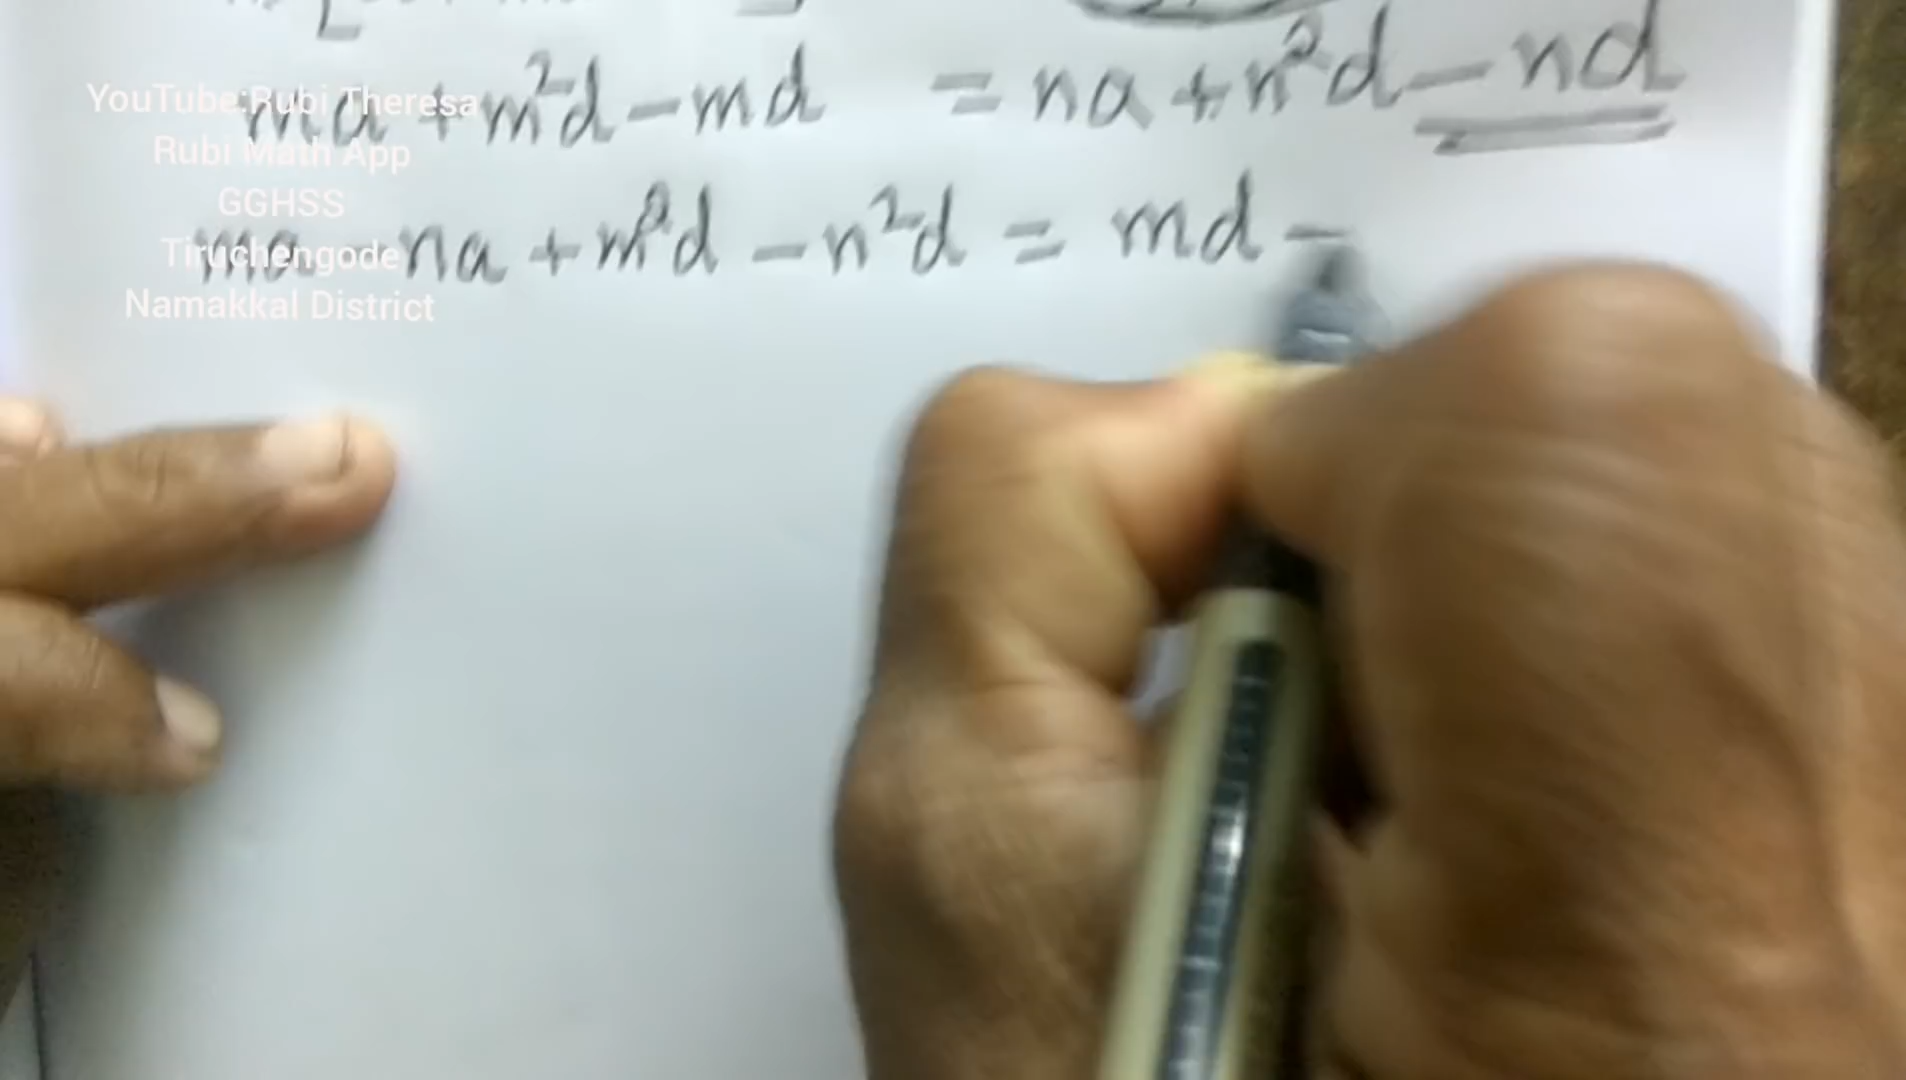 ma + m²d - md = na + n²d - nd
YouTube:Rubi Theresa
Rubi Math App
GGHSS
Tiruchengode
Namakkal District
ma - na + m²d - n²d = md -